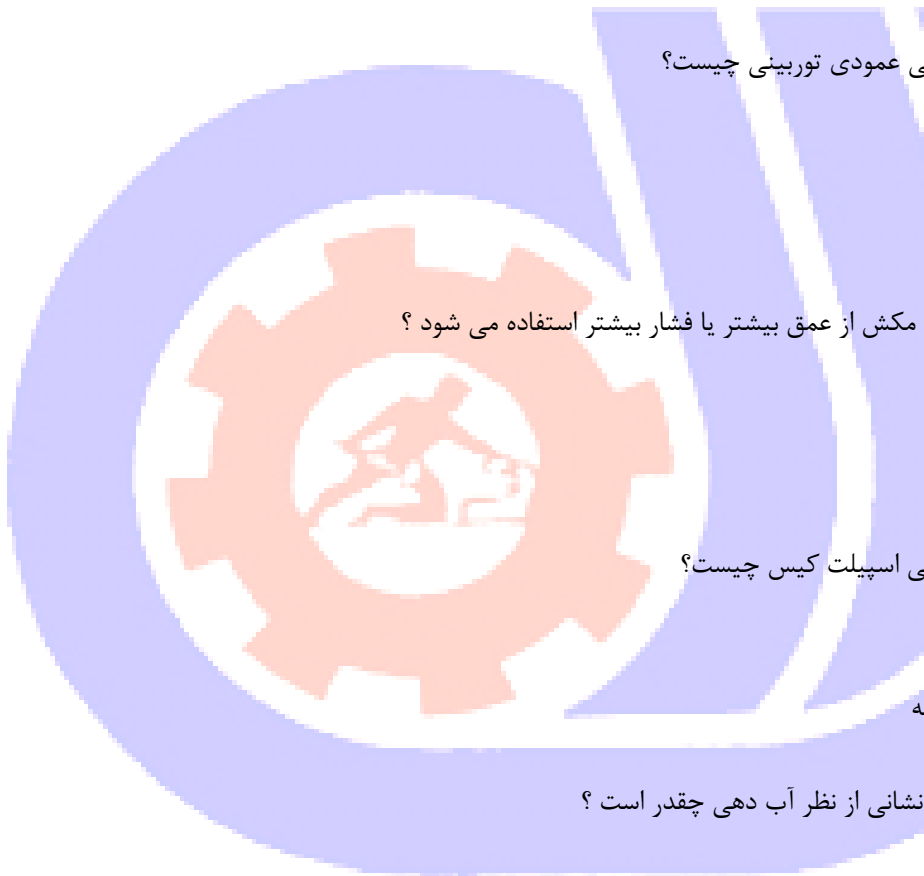 ی عمودی توربینی چیست؟
مکش از عمق بیشتر یا فشار بیشتر استفاده می شود ؟
ی اسپیلت کیس چیست؟
ه
نشانی از نظر آب دهی چقدر است ؟